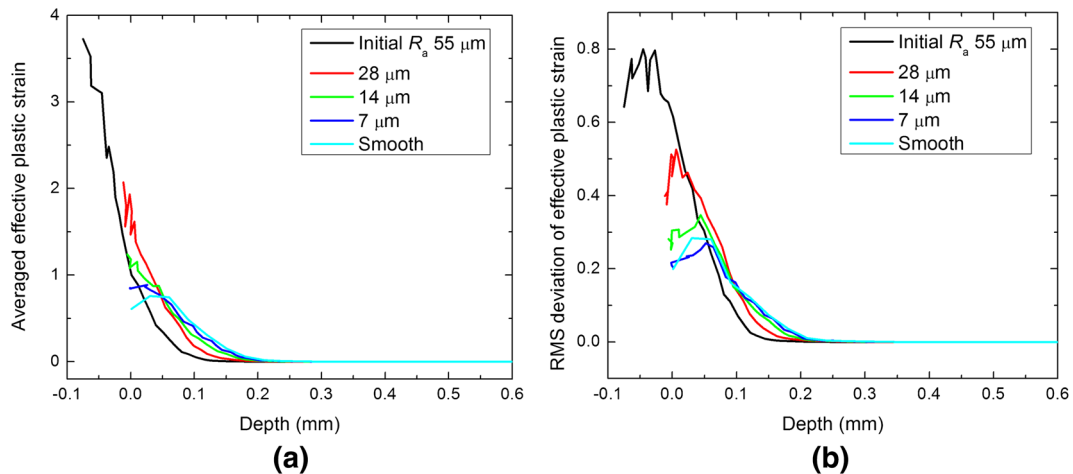 4
3
2
1
0
-0.1
0.0
0.1
0.2
0.3
0.4
0.5
0.6
Averaged effective plastic strain
Depth (mm)
Initial Ra 55 μm
28 μm
14 μm
7 μm
Smooth
(a)
0.8
0.6
0.4
0.2
0.0
-0.1
0.0
0.1
0.2
0.3
0.4
0.5
0.6
RMS deviation of effective plastic strain
Depth (mm)
Initial Ra 55 μm
28 μm
14 μm
7 μm
Smooth
(b)